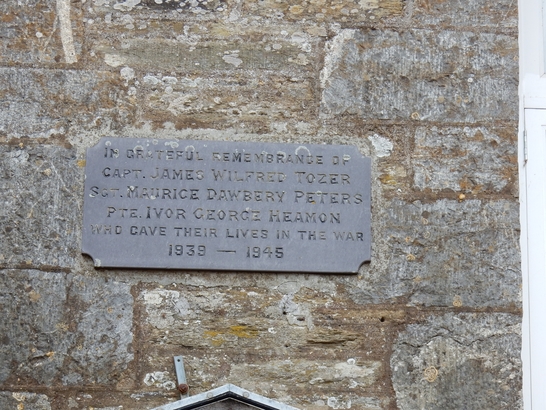 IN GRATEFUL REMEMBRANCE OF
CAPT. JAMES WILFRED TOZER
SGT. MAURICE DAWBERY PETERS
PTE. IVOR GEORGE HEAMON
WHO GAVE THEIR LIVES IN THE WAR
1939 — 1945